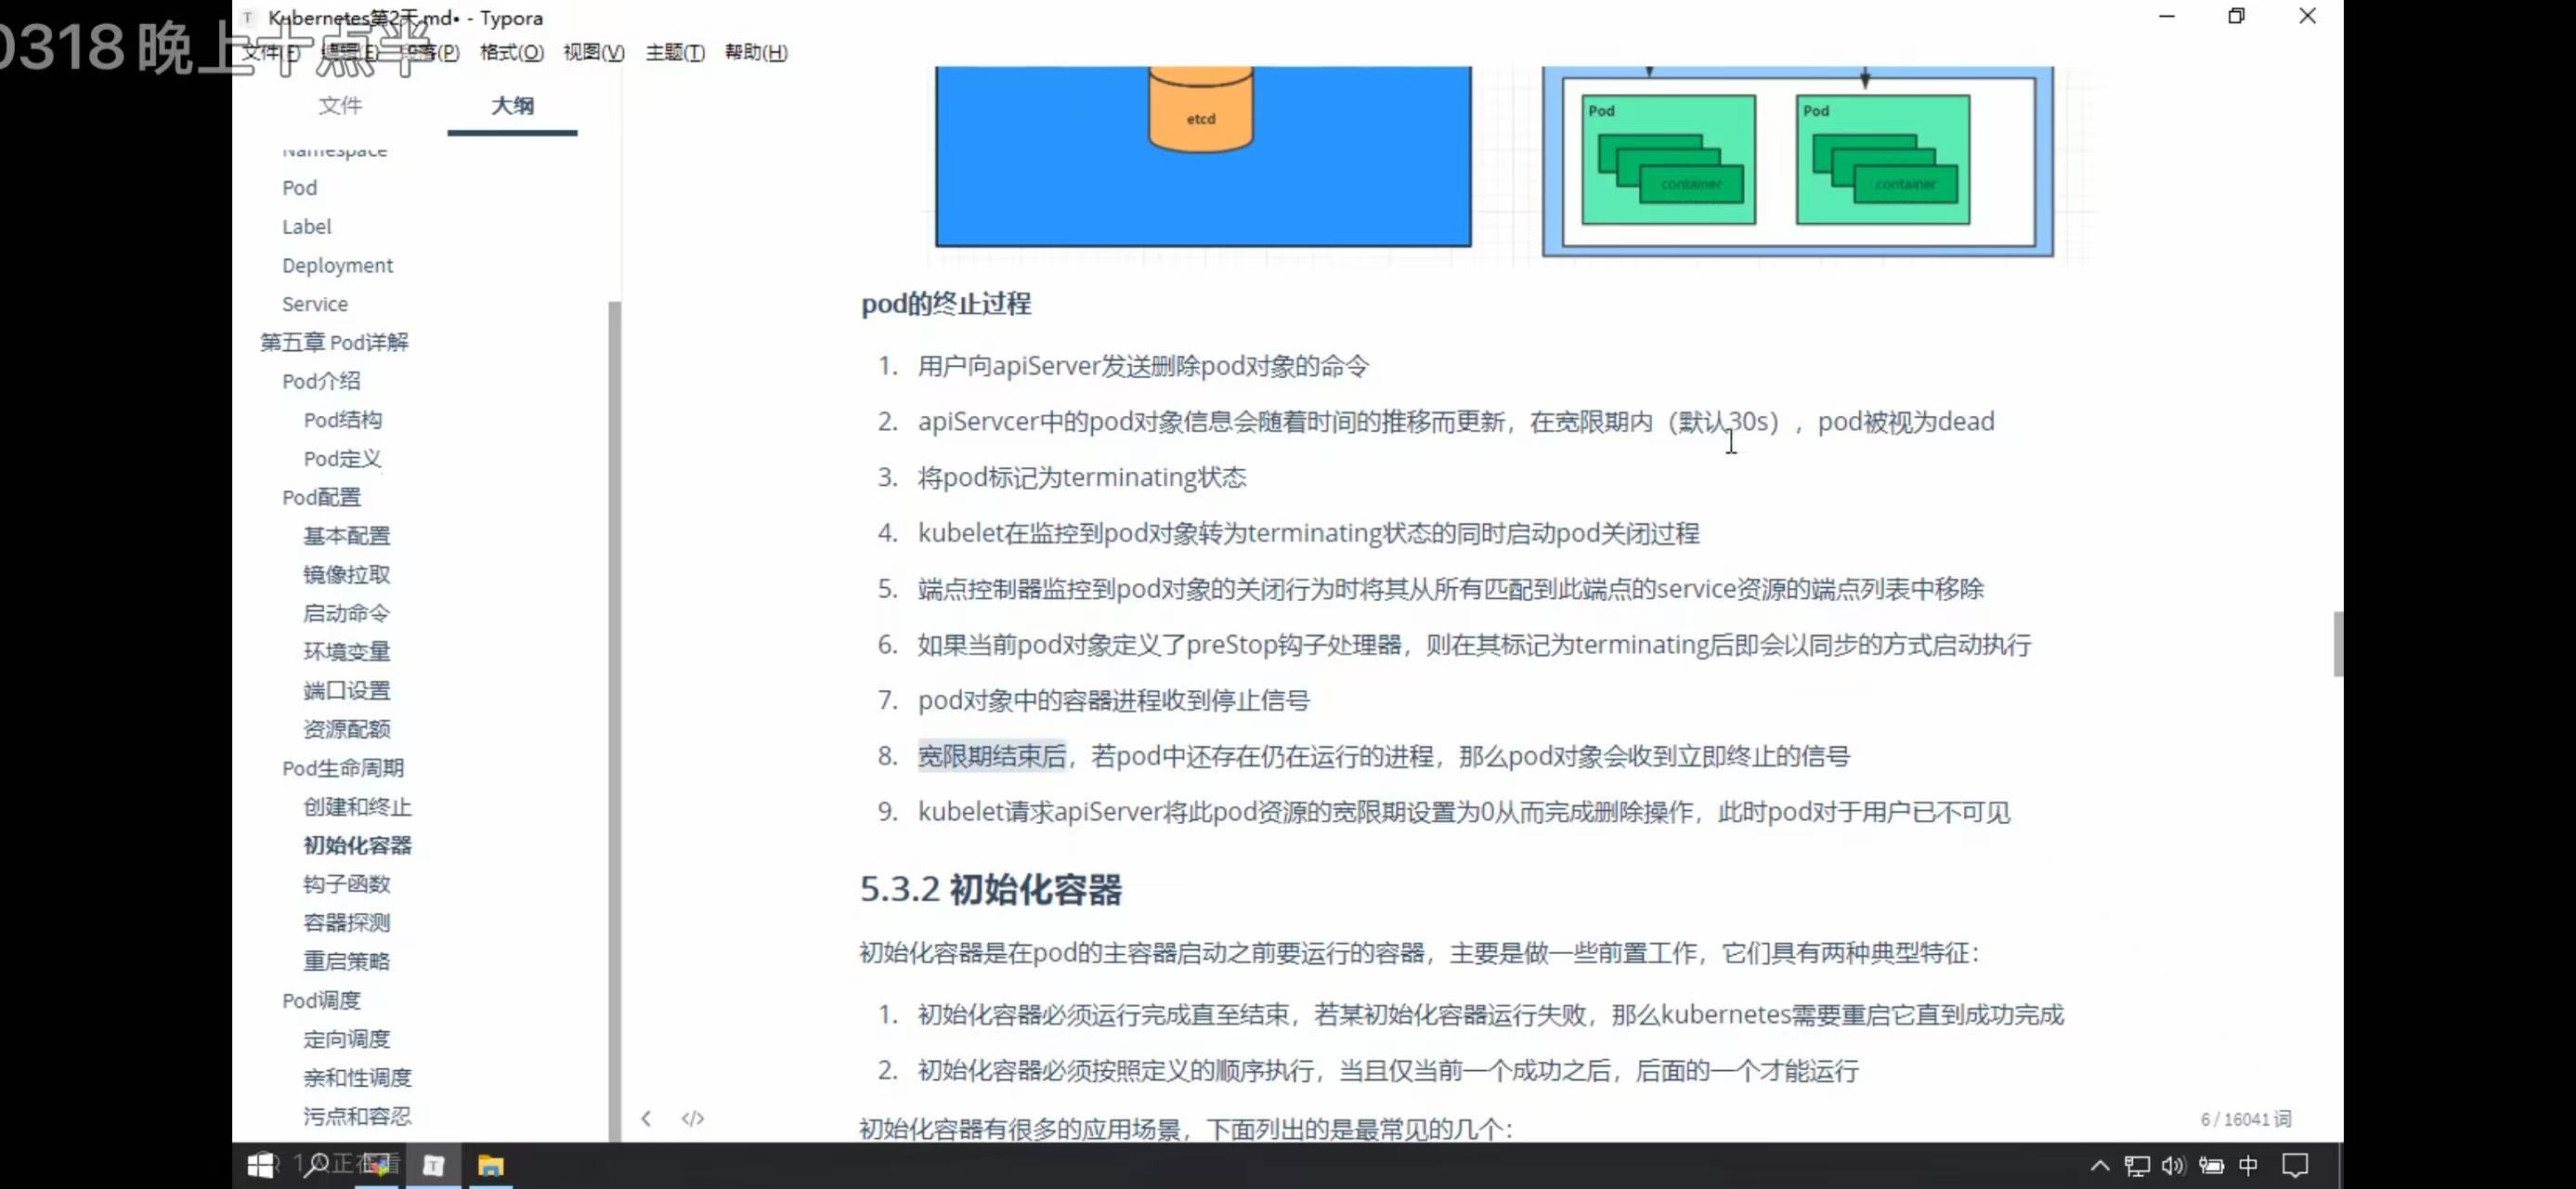 Kubernetes第2天.md• - Typora
0318 晚上十点半
文件(F) 编辑(E) 段落(P) 格式(O) 视图(V) 主题(T) 帮助(H)
文件 大纲
Namespace
Pod
Label
Deployment
Service
第五章 Pod详解
Pod介绍
Pod结构
Pod定义
Pod配置
基本配置
镜像拉取
启动命令
环境变量
端口设置
资源配额
Pod生命周期
创建和终止
初始化容器
钩子函数
容器探测
重启策略
Pod调度
定向调度
亲和性调度
污点和容忍
etcd
Pod
container
Pod
container
pod的终止过程
1. 用户向apiServer发送删除pod对象的命令
2. apiServcer中的pod对象信息会随着时间的推移而更新，在宽限期内（默认30s），pod被视为dead
3. 将pod标记为terminating状态
4. kubelet在监控到pod对象转为terminating状态的同时启动pod关闭过程
5. 端点控制器监控到pod对象的关闭行为时将其从所有匹配到此端点的service资源的端点列表中移除
6. 如果当前pod对象定义了preStop钩子处理器，则在其标记为terminating后即会以同步的方式启动执行
7. pod对象中的容器进程收到停止信号
8. 宽限期结束后，若pod中还存在仍在运行的进程，那么pod对象会收到立即终止的信号
9. kubelet请求apiServer将此pod资源的宽限期设置为0从而完成删除操作，此时pod对于用户已不可见
5.3.2 初始化容器
初始化容器是在pod的主容器启动之前要运行的容器，主要是做一些前置工作，它们具有两种典型特征：
1. 初始化容器必须运行完成直至结束，若某初始化容器运行失败，那么kubernetes需要重启它直到成功完成
2. 初始化容器必须按照定义的顺序执行，当且仅当前一个成功之后，后面的一个才能运行
初始化容器有很多的应用场景，下面列出的是最常见的几个：
6 / 16041 词
中